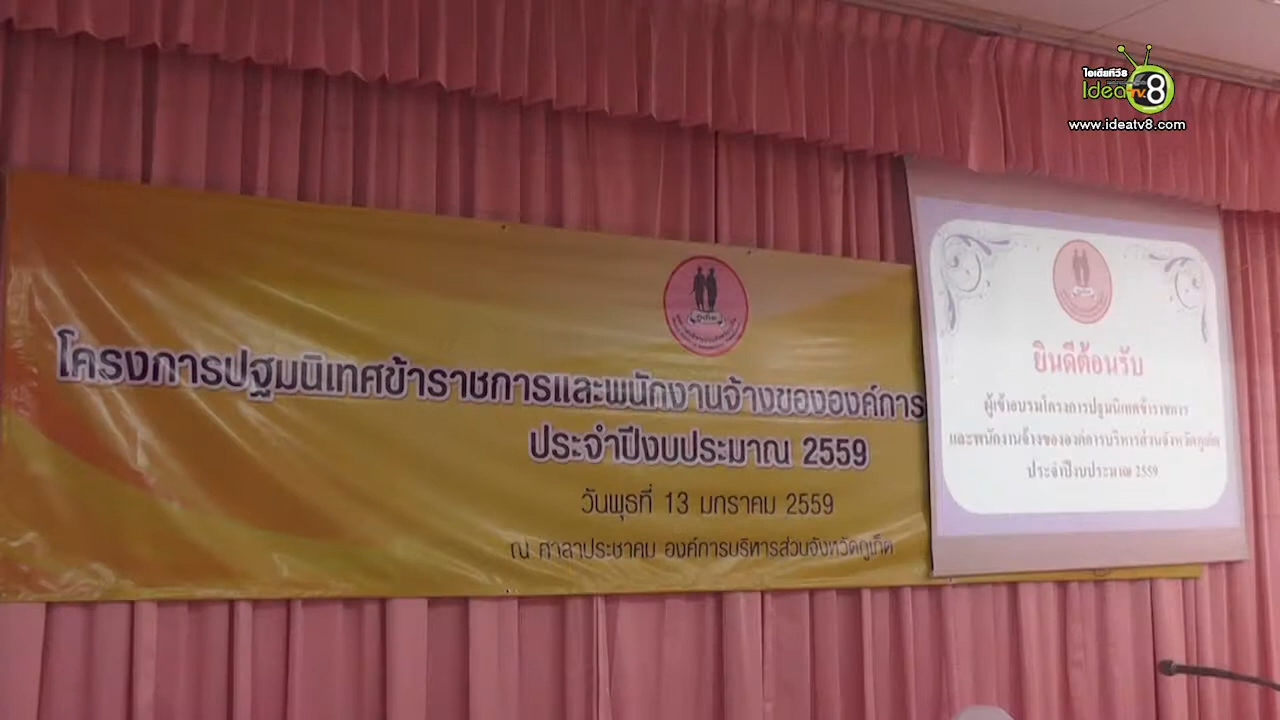 ไอเดียทีวี8
Idea TV. 8
www.ideatv8.com
โครงการปฐมนิเทศข้าราชการและพนักงานจ้างขององค์การ
ประจำปีงบประมาณ 2559
วันพุธที่ 13 มกราคม 2559
ณ ศาลาประชาคม องค์การบริหารส่วนจังหวัดภูเก็ต
ยินดีต้อนรับ
ผู้เข้าอบรมโครงการปฐมนิเทศข้าราชการ
และพนักงานจ้างขององค์การบริหารส่วนจังหวัดภูเก็ต
ประจำปีงบประมาณ 2559